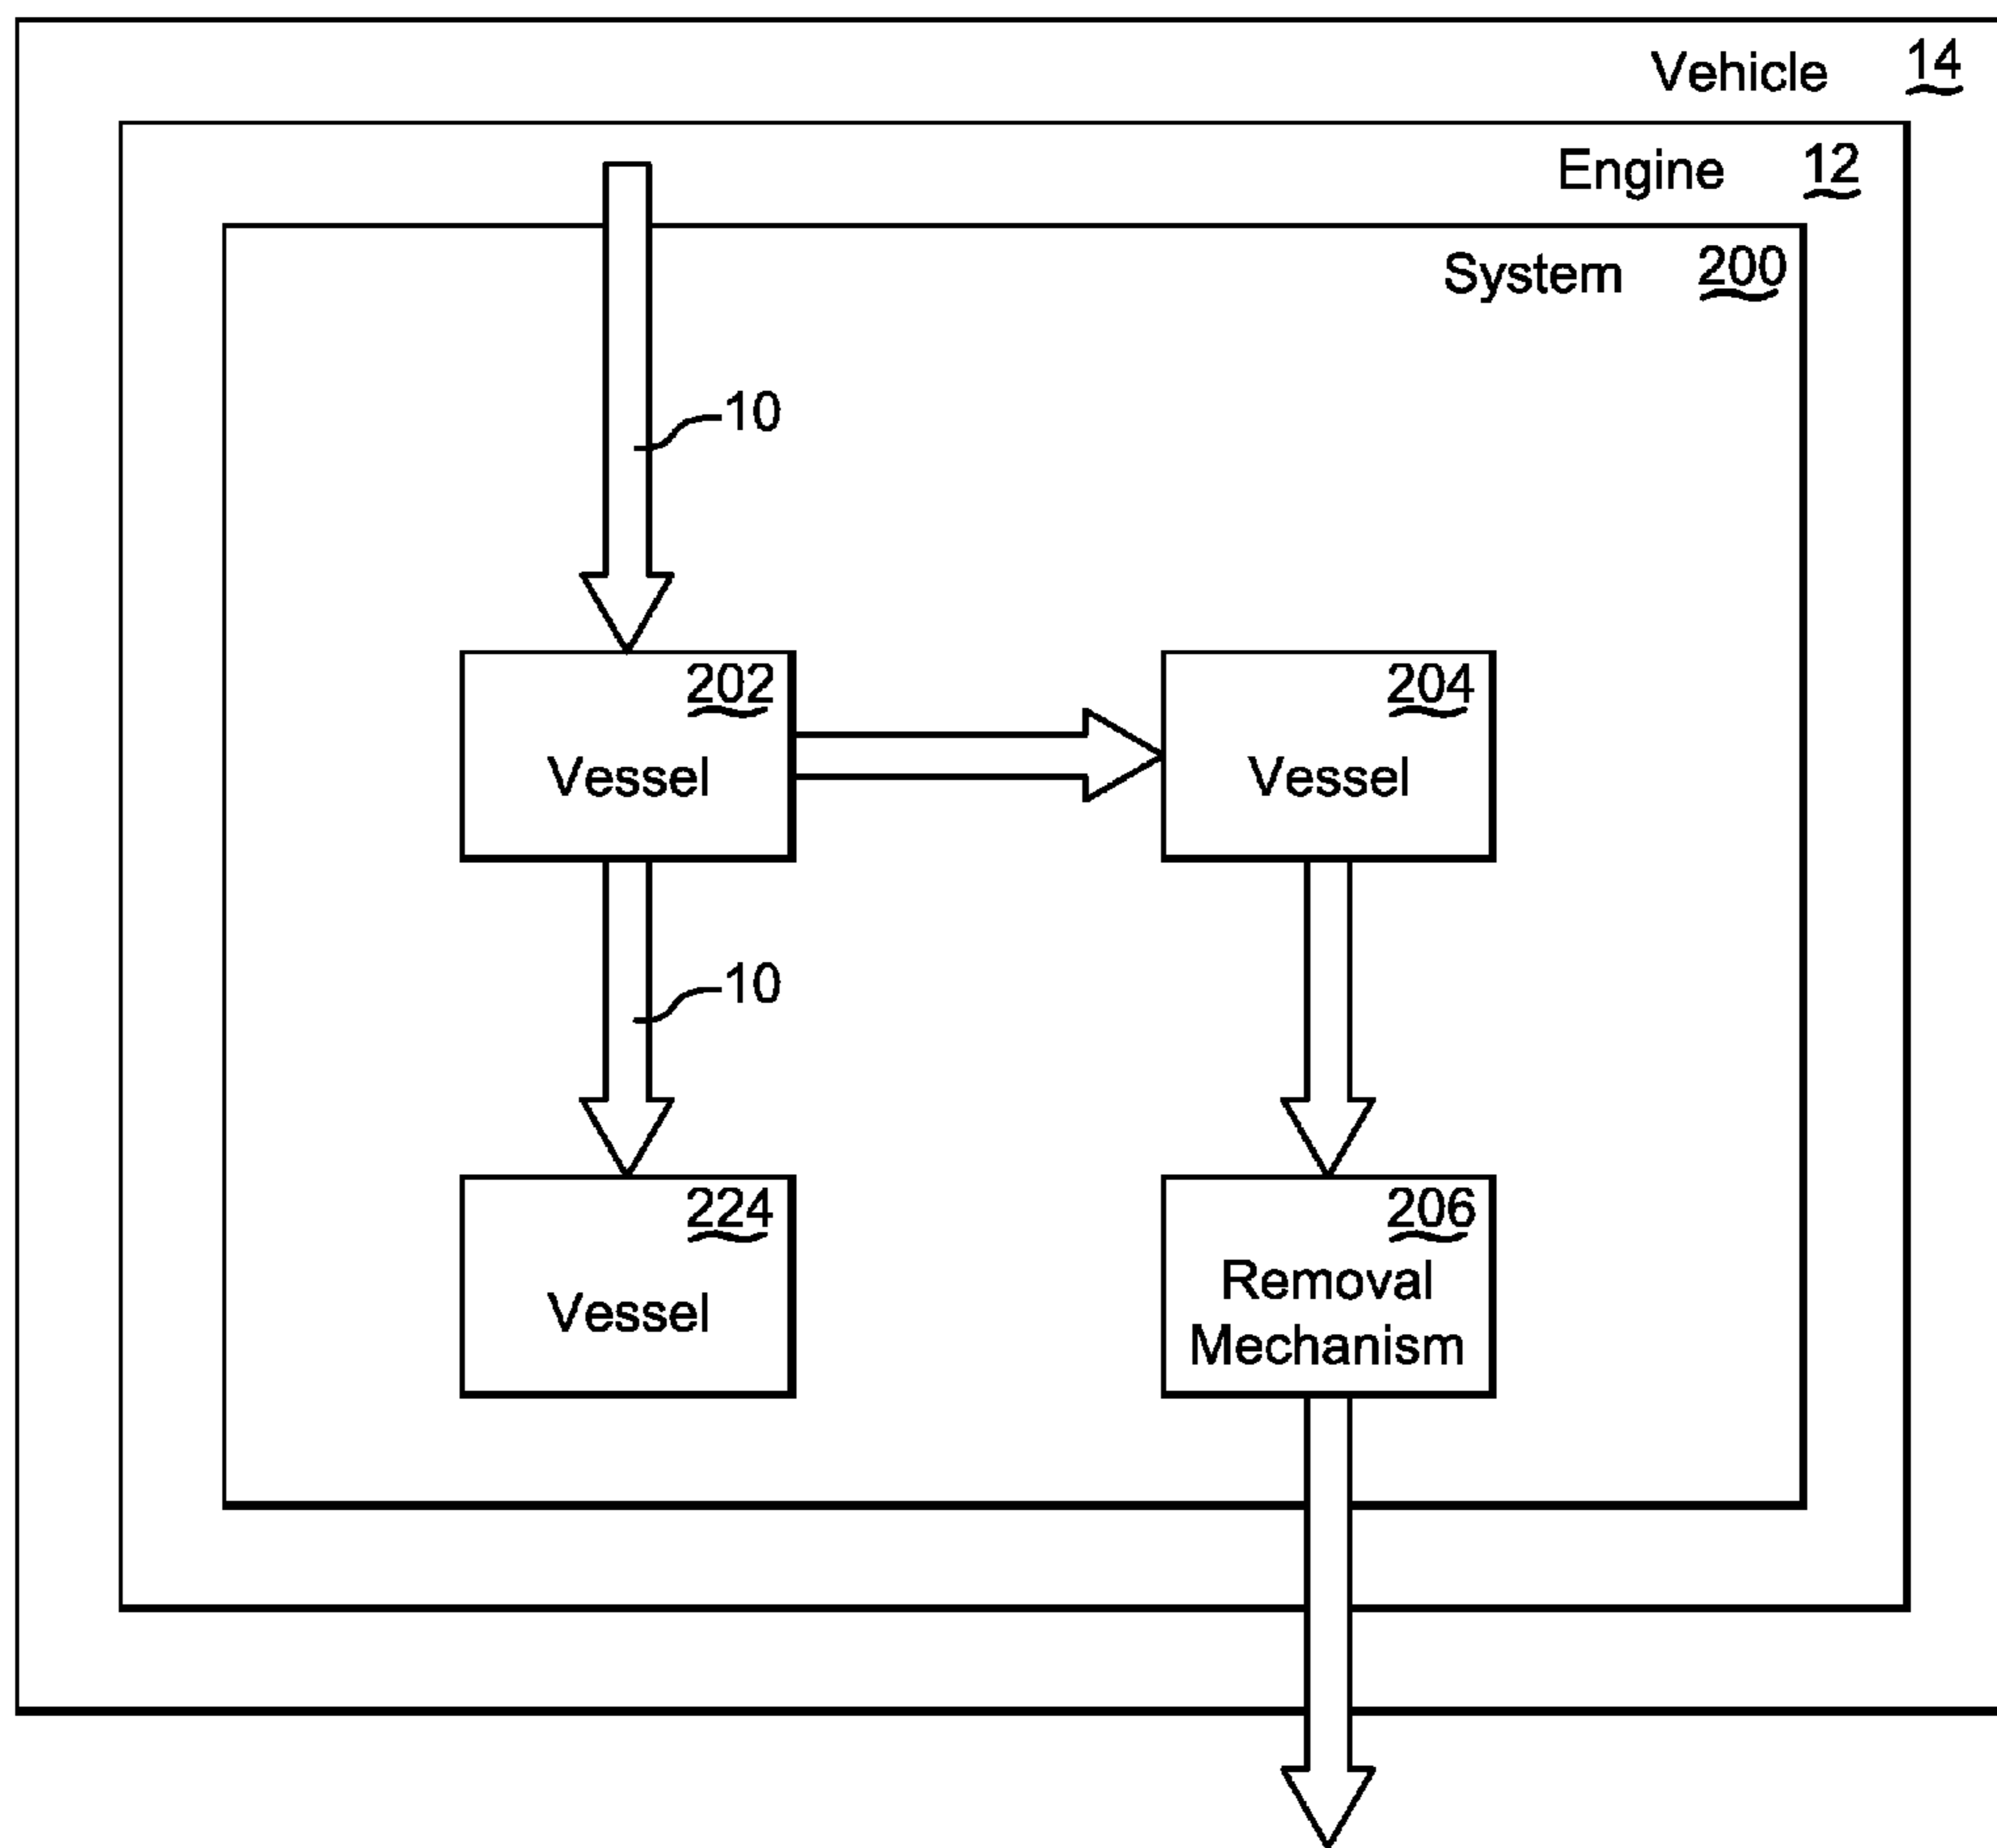 Vehicle 14
Engine 12
System 200
10
202
Vessel
204
Vessel
10
224
Vessel
206
Removal
Mechanism